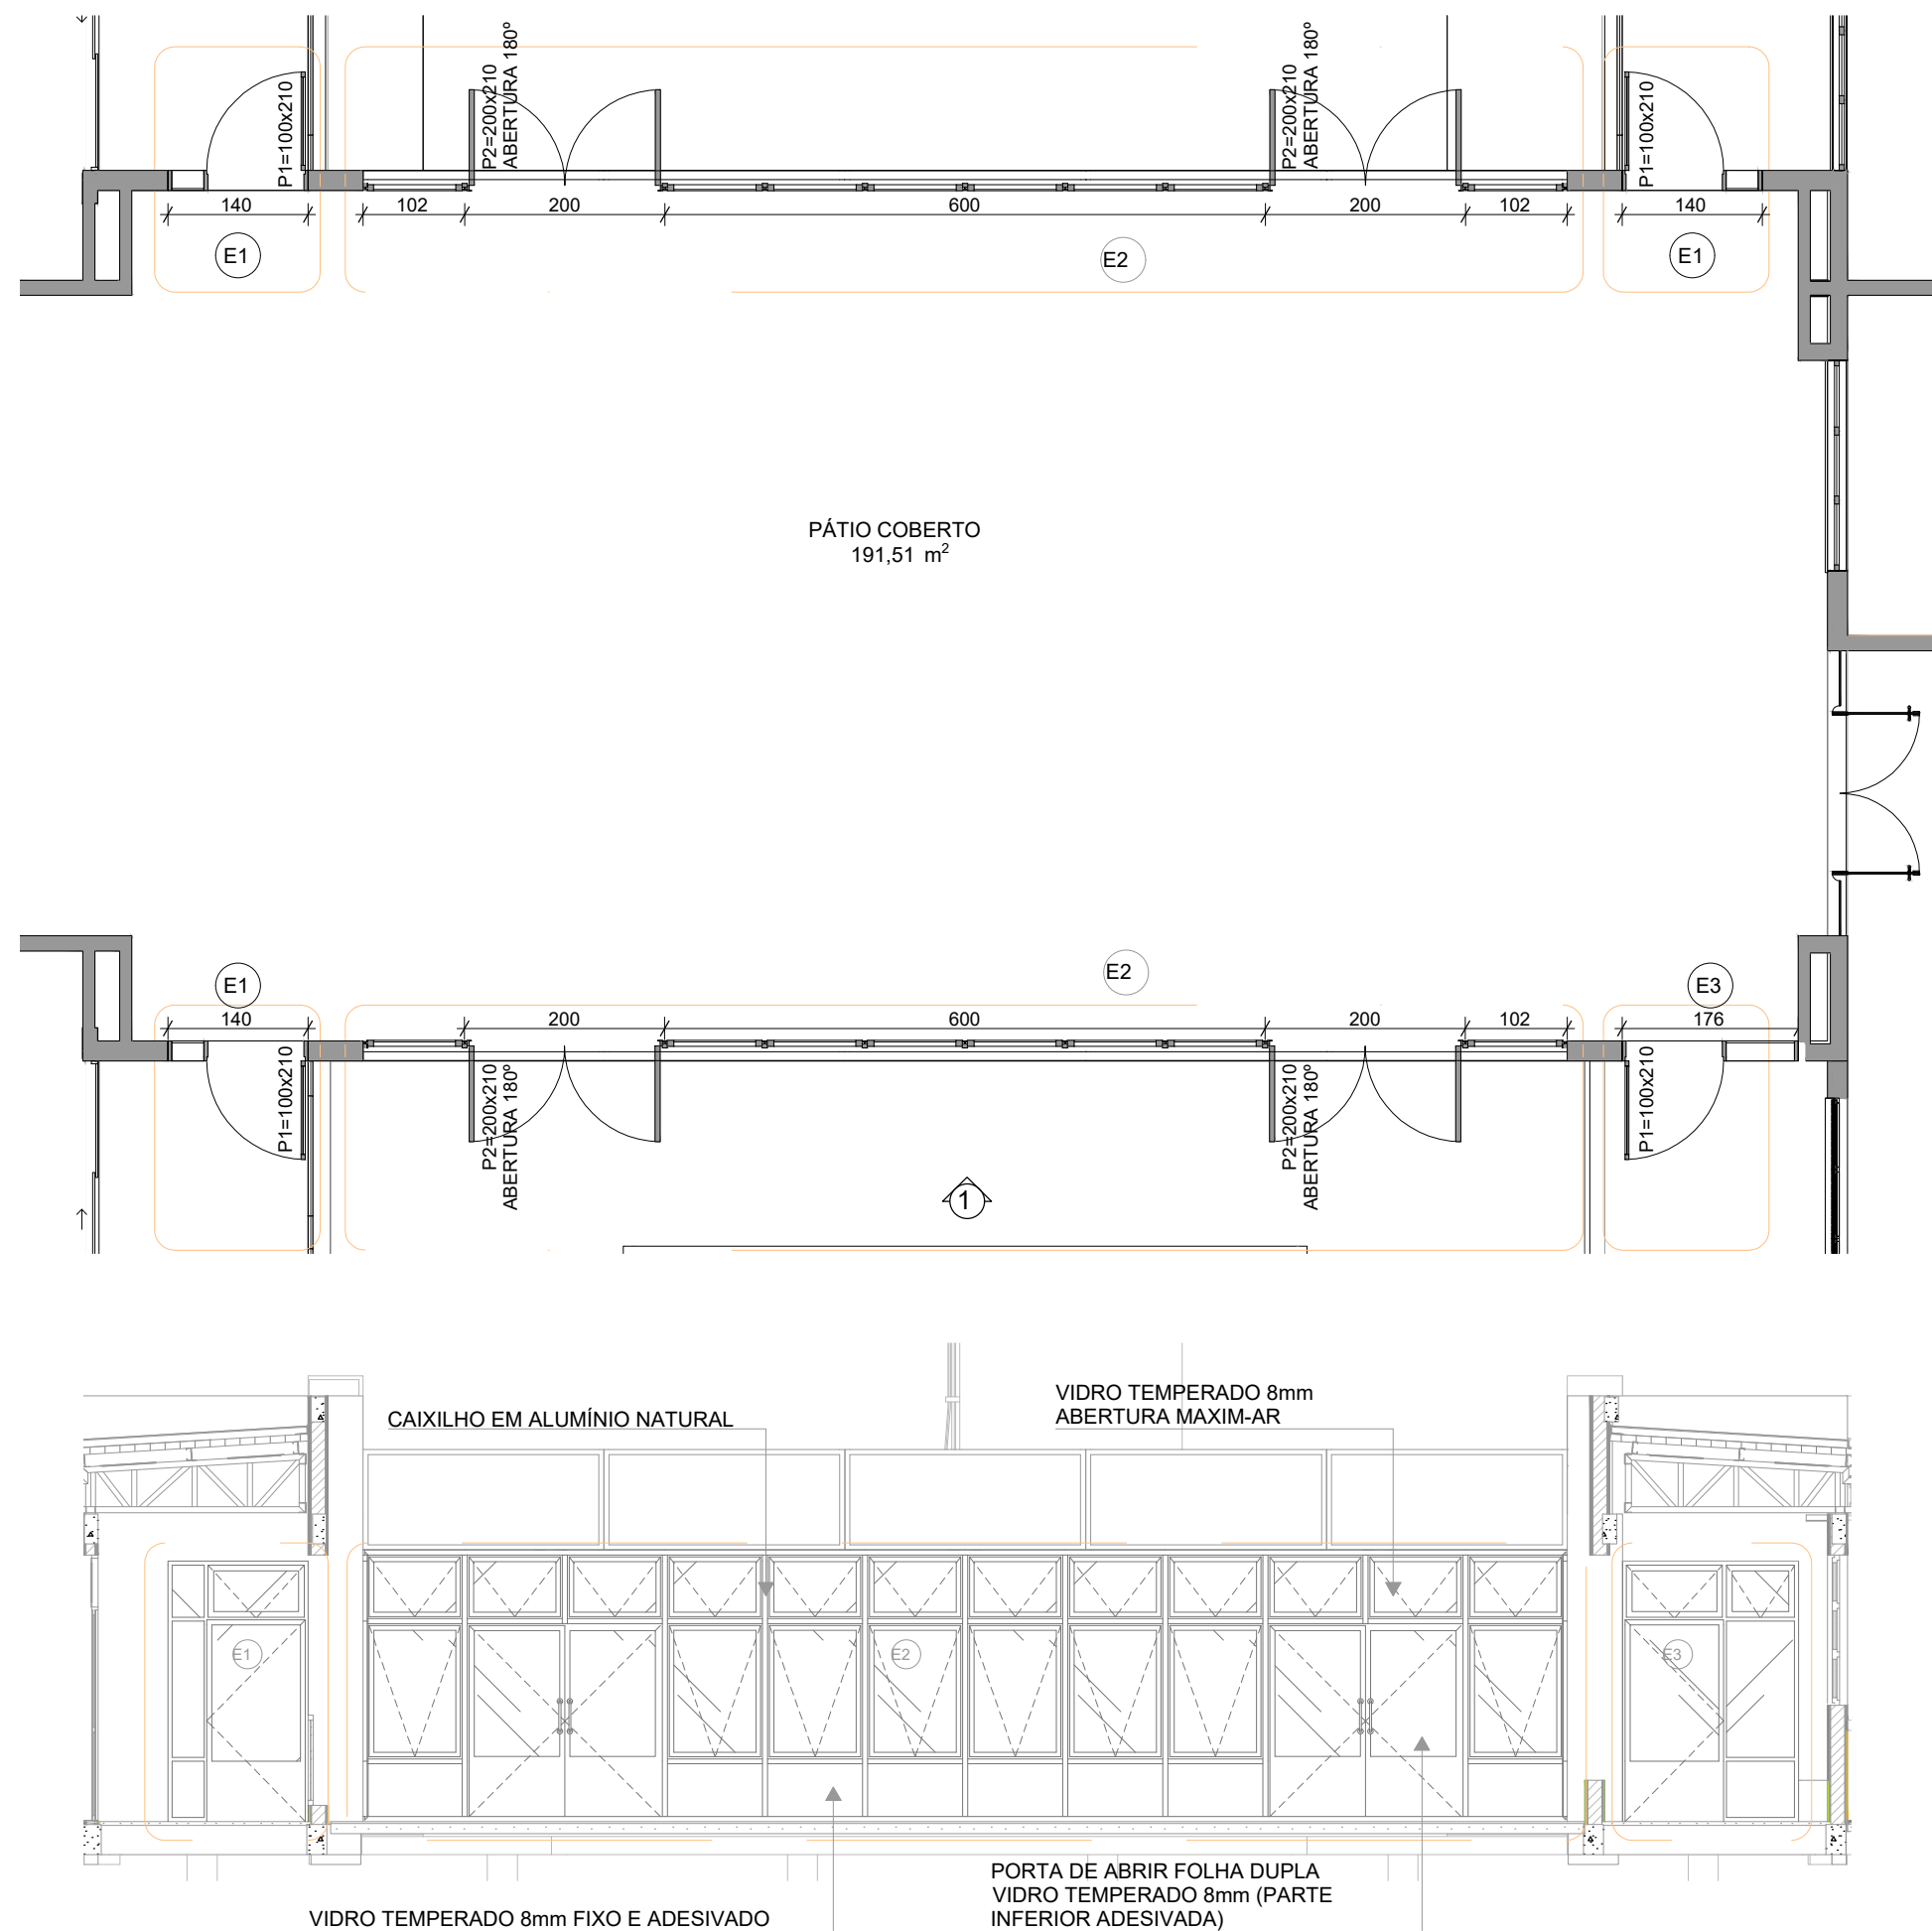 P1=100x210
P2=200x210
ABERTURA 180º
P2=200x210
ABERTURA 180º
P1=100x210
140
102
200
600
200
102
140
E1
E2
E1
PÁTIO COBERTO
191,51 m²
E1
E2
E3
140
200
600
200
102
176
P1=100x210
P2=200x210
ABERTURA 180º
P2=200x210
ABERTURA 180º
P1=100x210
1
CAIXILHO EM ALUMÍNIO NATURAL
VIDRO TEMPERADO 8mm
ABERTURA MAXIM-AR
E1
E2
E3
VIDRO TEMPERADO 8mm FIXO E ADESIVADO
PORTA DE ABRIR FOLHA DUPLA
VIDRO TEMPERADO 8mm (PARTE
INFERIOR ADESIVADA)